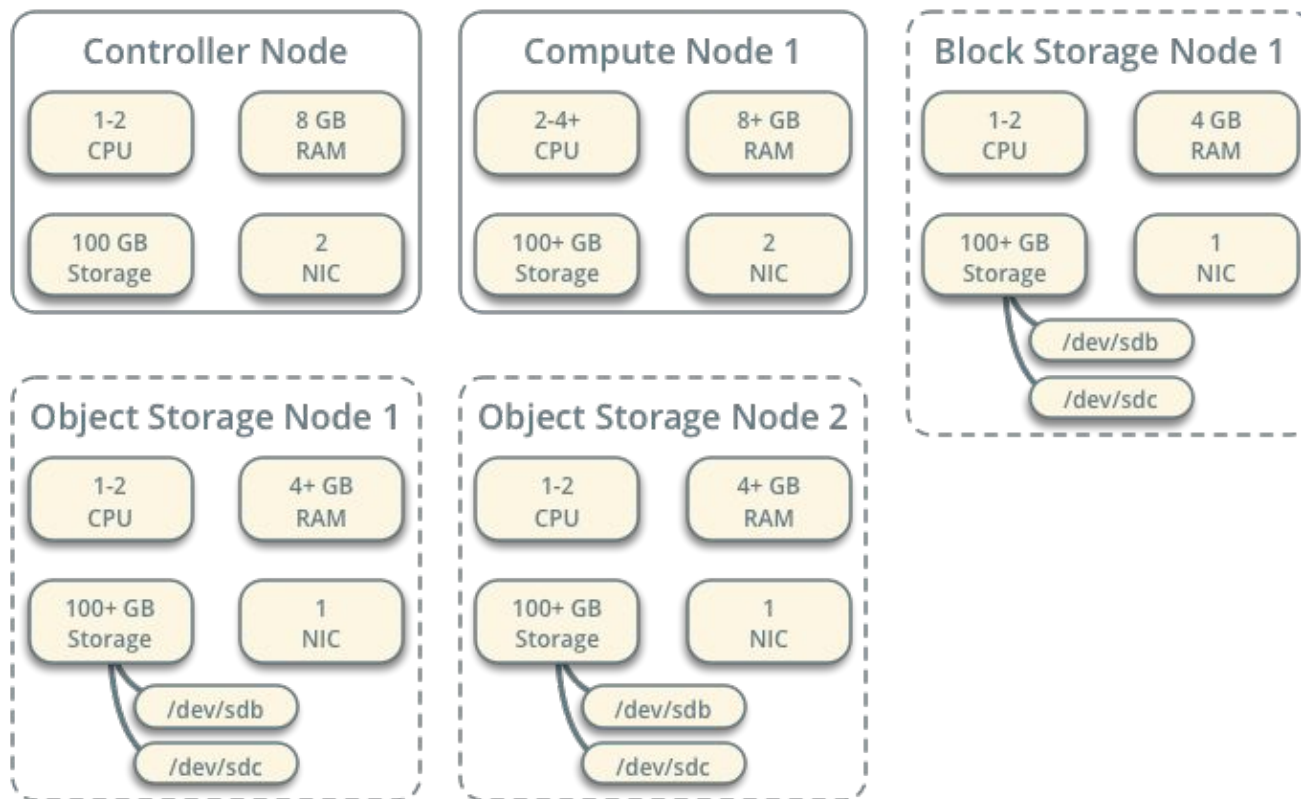 Controller Node
1-2
CPU
8 GB
RAM
100 GB
Storage
2
NIC
Compute Node 1
2-4+
CPU
8+ GB
RAM
100+ GB
Storage
2
NIC
Block Storage Node 1
1-2
CPU
4 GB
RAM
100+ GB
Storage
1
NIC
/dev/sdb
/dev/sdc
Object Storage Node 1
1-2
CPU
4+ GB
RAM
100+ GB
Storage
1
NIC
/dev/sdb
/dev/sdc
Object Storage Node 2
1-2
CPU
4+ GB
RAM
100+ GB
Storage
1
NIC
/dev/sdb
/dev/sdc